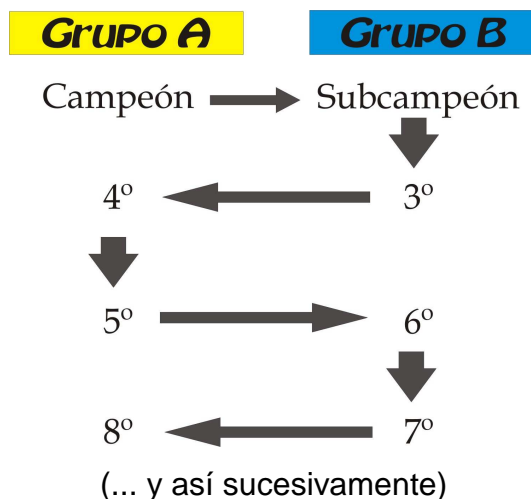 Grupo A Grupo B
Campeón Subcampeón
4º 3º
5º 6º
8º 7º
(... y así sucesivamente)